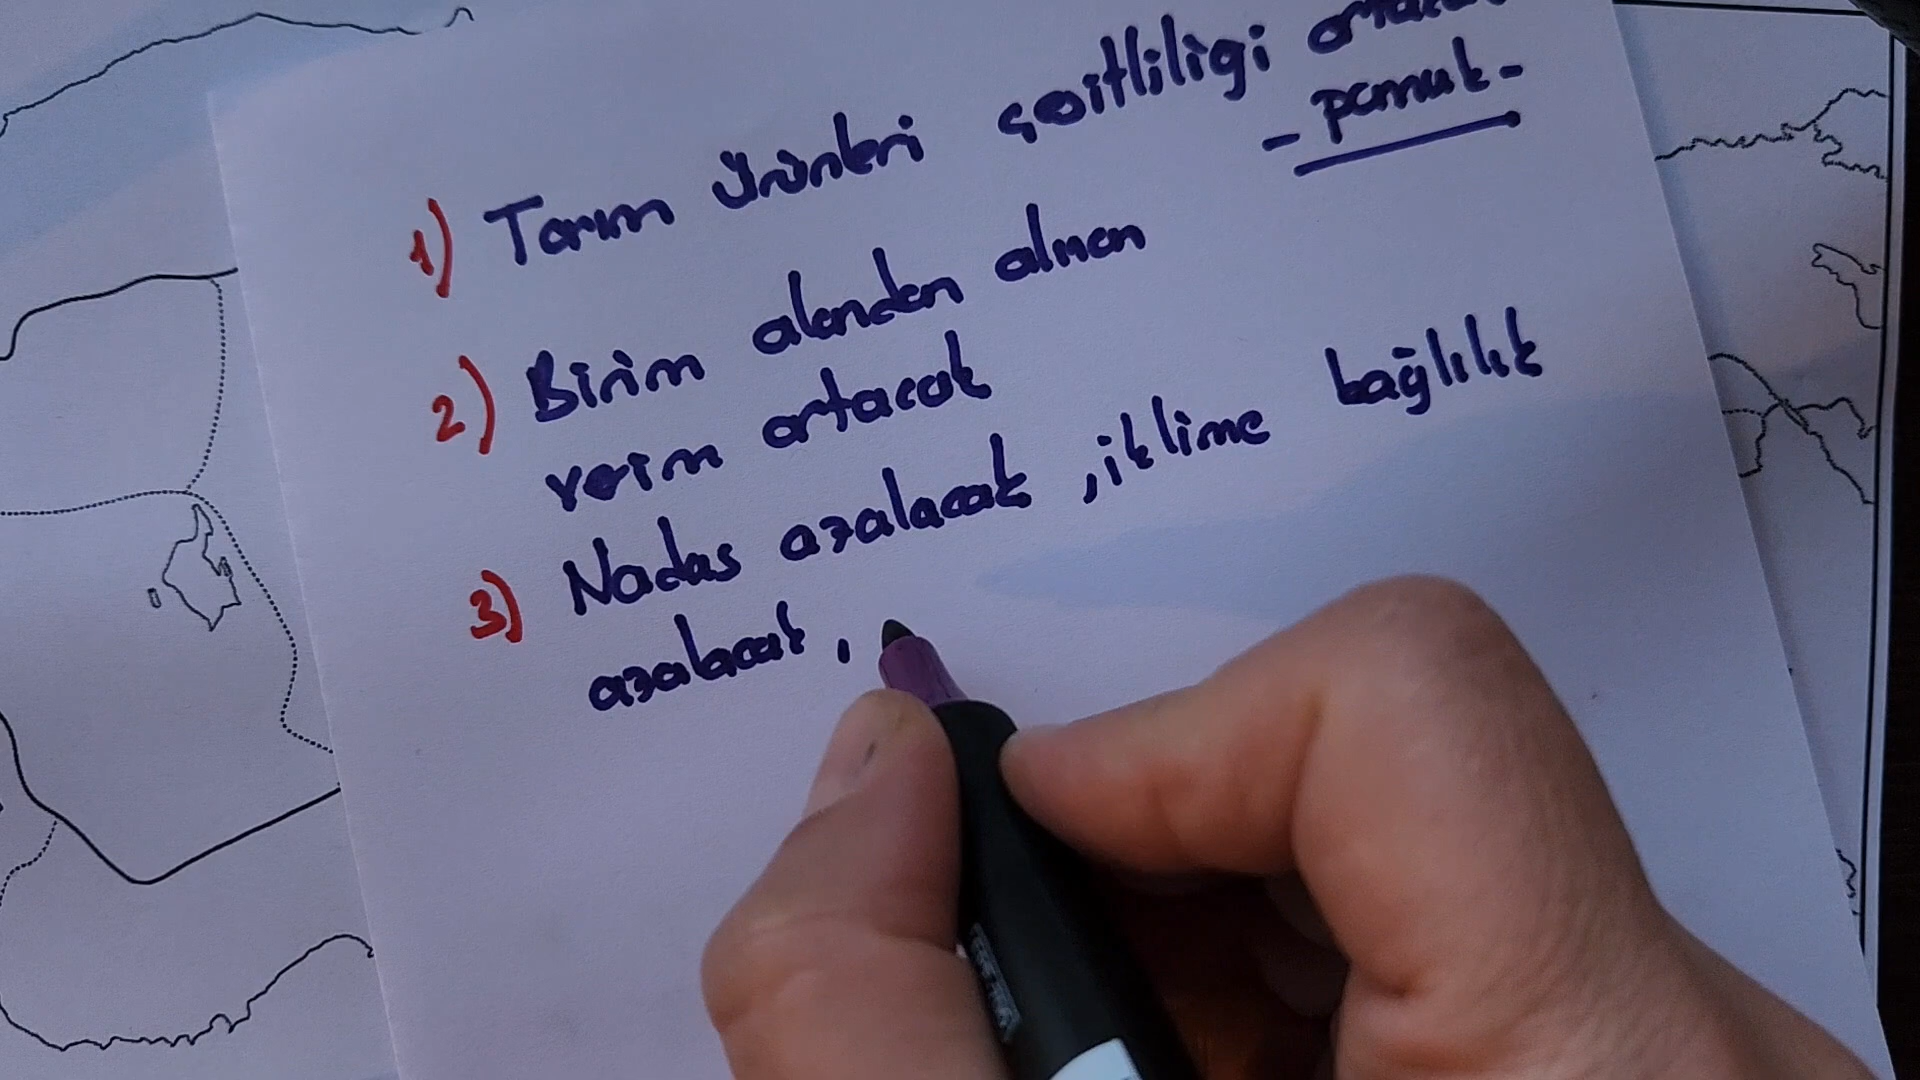 1) Tarım ürünleri çeşitliliği
- pamuk -
2) Birim alandan alınan
verim artacak
3) Nadas azalacak, iklime bağlılık
azalacak,